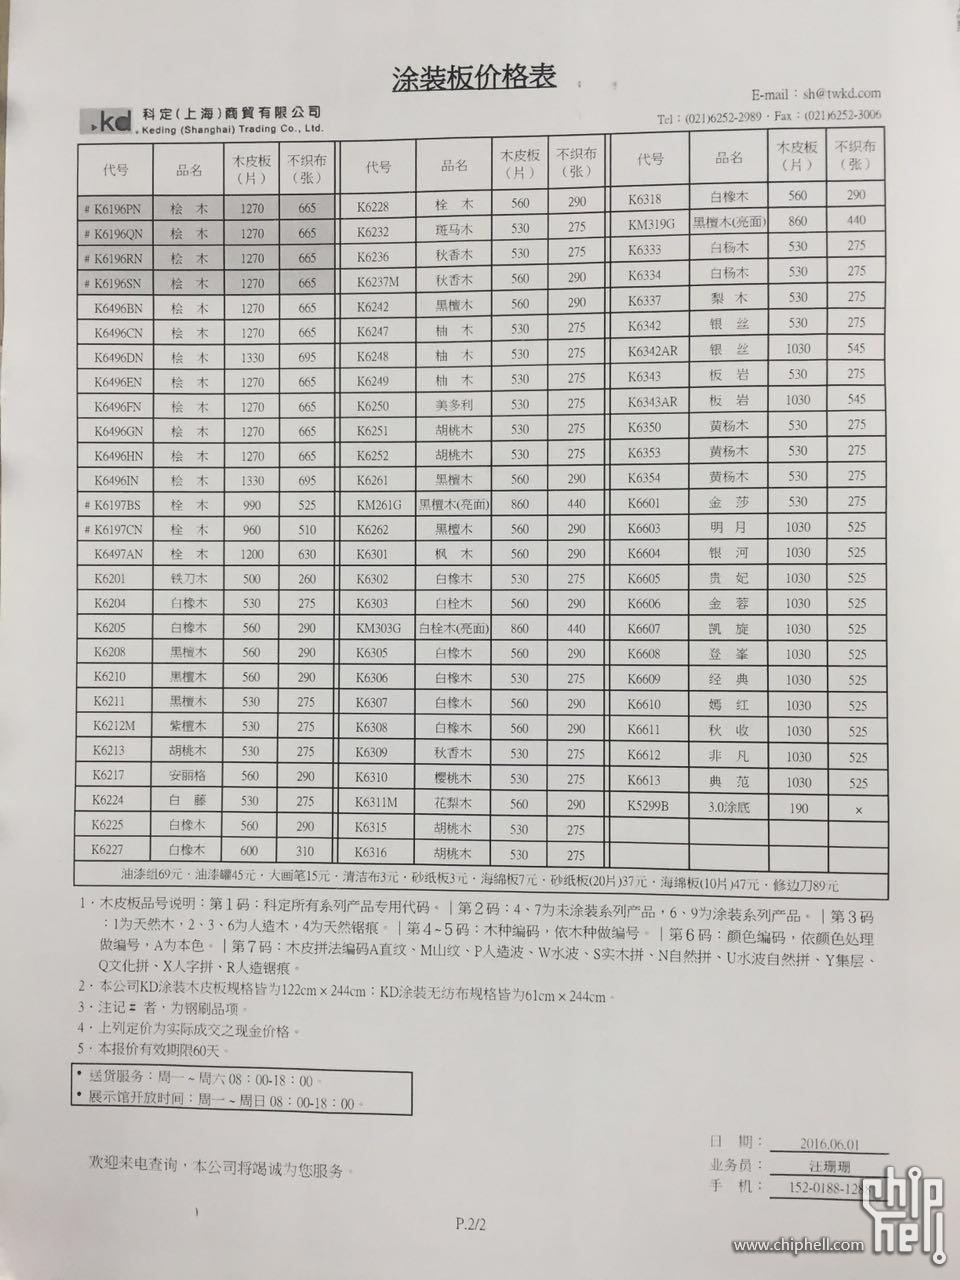 涂装板价格表
kd 科定(上海)商貿有限公司
Keding (Shanghai) Trading Co., Ltd.
E-mail：sh@twkd.com
Tel：(021)6252-2989·Fax：(021)6252-3006
代号 品名 木皮板（片） 不织布（张） 代号 品名 木皮板（片） 不织布（张） 代号 品名 木皮板（片） 不织布（张）
# K6196PN 桧 木 1270 665 K6228 栓 木 560 290 K6318 白橡木 560 290
# K6196QN 桧 木 1270 665 K6232 斑马木 530 275 KM319G 黑檀木(亮面) 860 440
# K6196RN 桧 木 1270 665 K6236 秋香木 530 275 K6333 白杨木 530 275
# K6196SN 桧 木 1270 665 K6237M 秋香木 560 290 K6334 白杨木 530 275
K6496BN 桧 木 1270 665 K6242 黑檀木 560 290 K6337 梨 木 530 275
K6496CN 桧 木 1270 665 K6247 柚 木 530 275 K6342 银 丝 530 275
K6496DN 桧 木 1330 695 K6248 柚 木 530 275 K6342AR 银 丝 1030 545
K6496EN 桧 木 1270 665 K6249 柚 木 530 275 K6343 板 岩 530 275
K6496FN 桧 木 1270 665 K6250 美多利 530 275 K6343AR 板 岩 1030 545
K6496GN 桧 木 1270 665 K6251 胡桃木 530 275 K6350 黄杨木 530 275
K6496HN 桧 木 1270 665 K6252 胡桃木 530 275 K6353 黄杨木 530 275
K6496IN 桧 木 1330 695 K6261 黑檀木 560 290 K6354 黄杨木 530 275
# K6197BS 栓 木 990 525 KM261G 黑檀木(亮面) 860 440 K6601 金 莎 530 275
# K6197CN 栓 木 960 510 K6262 黑檀木 560 290 K6603 明 月 1030 525
K6497AN 栓 木 1200 630 K6301 枫 木 560 290 K6604 银 河 1030 525
K6201 铁刀木 500 260 K6302 白橡木 530 275 K6605 贵 妃 1030 525
K6204 白橡木 530 275 K6303 白栓木 560 290 K6606 金 蓉 1030 525
K6205 白橡木 560 290 KM303G 白栓木(亮面) 860 440 K6607 凯 旋 1030 525
K6208 黑檀木 560 290 K6305 白橡木 560 290 K6608 登 峯 1030 525
K6210 黑檀木 560 290 K6306 白橡木 530 275 K6609 经 典 1030 525
K6211 黑檀木 530 275 K6307 白橡木 560 290 K6610 嫣 红 1030 525
K6212M 紫檀木 530 275 K6308 白橡木 560 290 K6611 秋 收 1030 525
K6213 胡桃木 530 275 K6309 秋香木 530 275 K6612 非 凡 1030 525
K6217 安丽格 560 290 K6310 樱桃木 530 275 K6613 典 范 1030 525
K6224 白 藤 530 275 K6311M 花梨木 560 290 K5299B 3.0涂底 190 ×
K6225 白橡木 560 290 K6315 胡桃木 530 275
K6227 白橡木 600 310 K6316 胡桃木 530 275
油漆组69元·油漆罐45元·大画笔15元·清洁布3元·砂纸板3元·海绵板7元·砂纸板(20片)37元·海绵板(10片)47元·修边刀89元
1·木皮板品号说明：第1码：科定所有系列产品专用代码。｜第2码：4、7为未涂装系列产品，6、9为涂装系列产品。｜第3码
：1为天然木，2、3、6为人造木，4为天然锯痕。｜第4~5码：木种编码，依木种做编号。｜第6码：颜色编码，依颜色处理
做编号，A为本色。｜第7码：木皮拼法编码A直纹、M山纹、P人造波、W水波、S实木拼、N自然拼、U水波自然拼、Y集层、
Q文化拼、X人字拼、R人造锯痕。
2·本公司KD涂装木皮板规格皆为122cm×244cm：KD涂装无纺布规格皆为61cm×244cm。
3·注记 # 者，为钢刷品项。
4·上列定价为实际成交之现金价格。
5·本报价有效期限60天。
• 送货服务：周一~周六08：00-18：00。
• 展示馆开放时间：周一~周日08：00-18：00。
欢迎来电查询，本公司将竭诚为您服务。
日 期： 2016.06.01
业务员： 汪珊珊
手 机： 152-0188-128
P.2/2
chip hell
www.chiphell.com